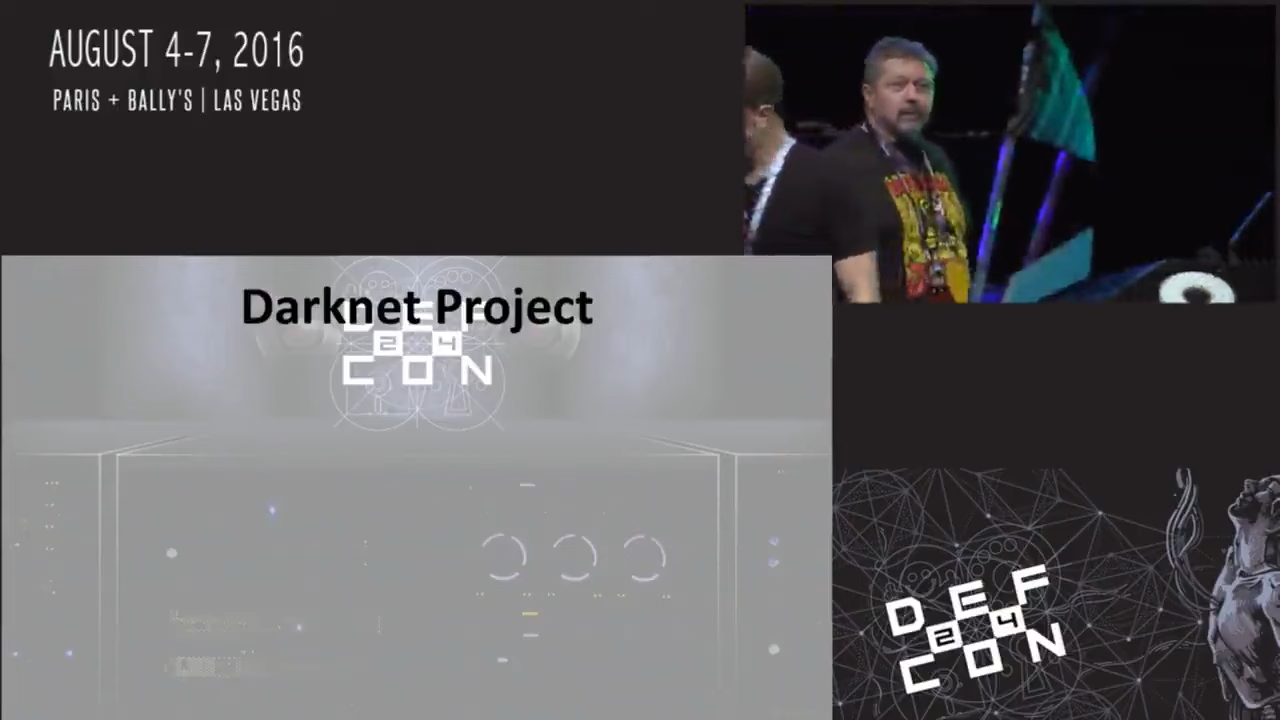 AUGUST 4-7, 2016
PARIS + BALLY'S | LAS VEGAS
Darknet Project
DEF
24
CON
DEF
24
CON